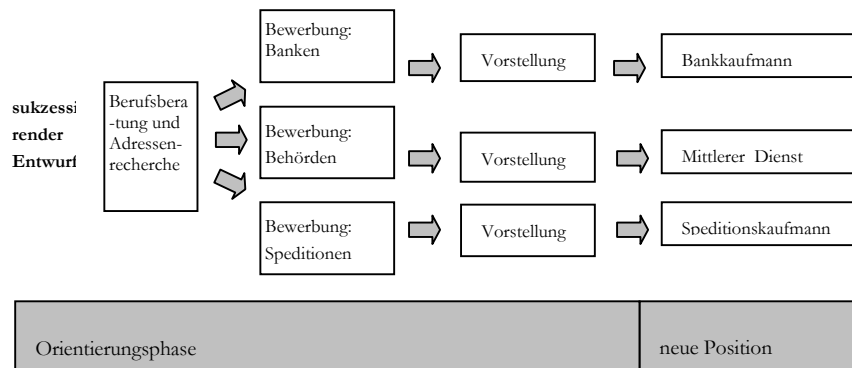 sukzessi
render
Entwurf
Berufsbera
-tung und
Adressen-
recherche
Bewerbung:
Banken
Vorstellung
Bankkaufmann
Bewerbung:
Behörden
Vorstellung
Mittlerer Dienst
Bewerbung:
Speditionen
Vorstellung
Speditionskaufmann
Orientierungsphase
neue Position